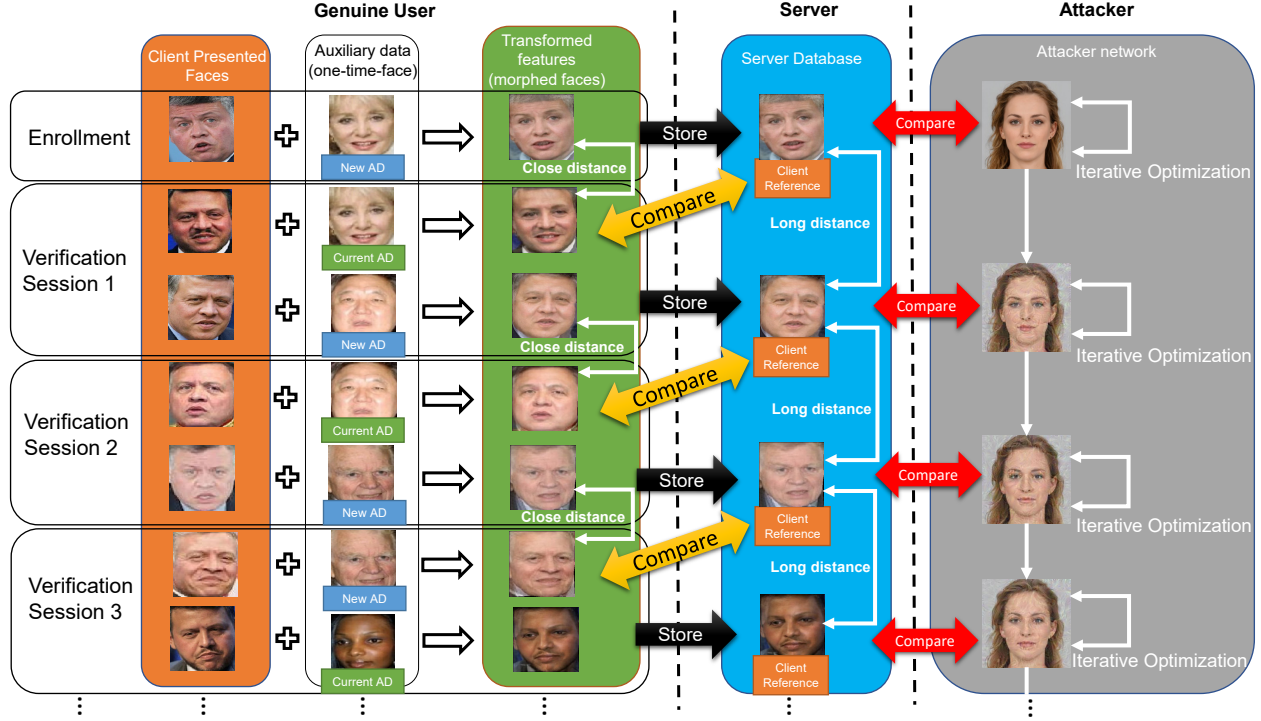 Genuine User
Server
Attacker
Client Presented
Faces
Auxiliary data
(one-time-face)
Transformed
features
(morphed faces)
Server Database
Attacker network
Enrollment
New AD
Close distance
Store
Client
Reference
Compare
Iterative Optimization
Verification
Session 1
Current AD
Compare
Long distance
New AD
Close distance
Store
Client
Reference
Compare
Iterative Optimization
Verification
Session 2
Current AD
Compare
Long distance
New AD
Close distance
Store
Client
Reference
Compare
Iterative Optimization
Verification
Session 3
New AD
Compare
Long distance
Current AD
Store
Client
Reference
Compare
Iterative Optimization